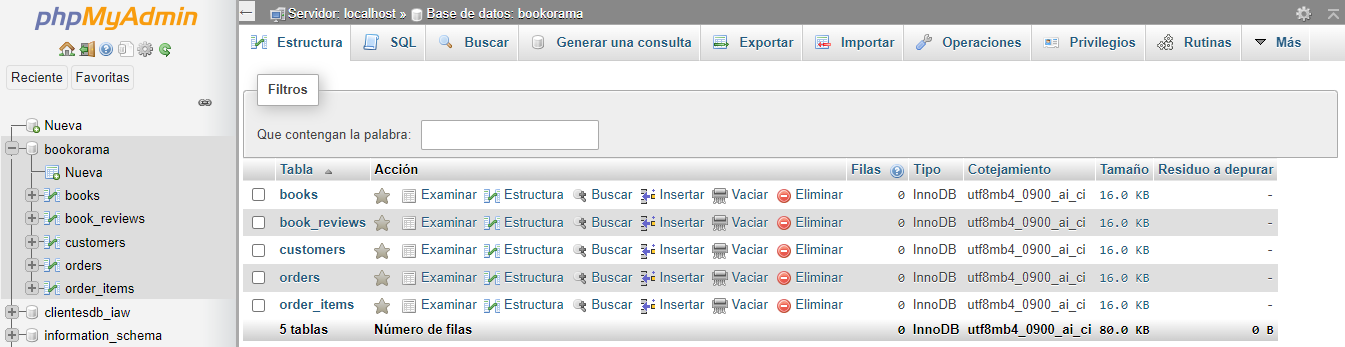 phpMyAdmin
Reciente Favoritas
Nueva
bookorama
Nueva
books
book_reviews
customers
orders
order_items
clientesdb_iaw
information_schema
Servidor: localhost » Base de datos: bookorama
Estructura SQL Buscar Generar una consulta Exportar Importar Operaciones Privilegios Rutinas Más
Filtros
Que contengan la palabra:
Tabla Acción Filas Tipo Cotejamiento Tamaño Residuo a depurar
books Examinar Estructura Buscar Insertar Vaciar Eliminar 0 InnoDB utf8mb4_0900_ai_ci 16.0 KB -
book_reviews Examinar Estructura Buscar Insertar Vaciar Eliminar 0 InnoDB utf8mb4_0900_ai_ci 16.0 KB -
customers Examinar Estructura Buscar Insertar Vaciar Eliminar 0 InnoDB utf8mb4_0900_ai_ci 16.0 KB -
orders Examinar Estructura Buscar Insertar Vaciar Eliminar 0 InnoDB utf8mb4_0900_ai_ci 16.0 KB -
order_items Examinar Estructura Buscar Insertar Vaciar Eliminar 0 InnoDB utf8mb4_0900_ai_ci 16.0 KB -
5 tablas Número de filas 0 InnoDB utf8mb4_0900_ai_ci 80.0 KB 0 B